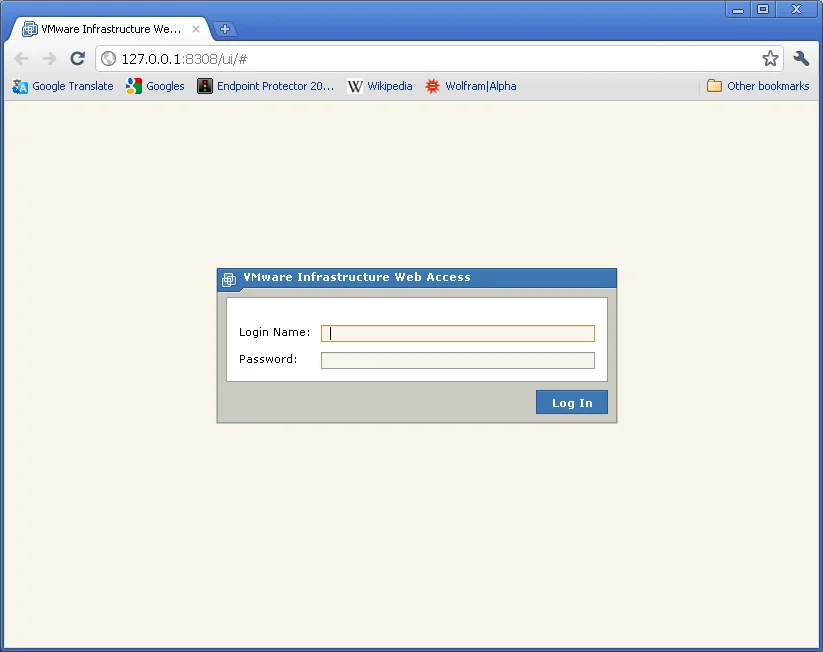 VMware Infrastructure We...
127.0.0.1:8308/ui/#
Google Translate Googles Endpoint Protector 20... Wikipedia Wolfram|Alpha Other bookmarks
VMware Infrastructure Web Access
Login Name:
Password:
Log In